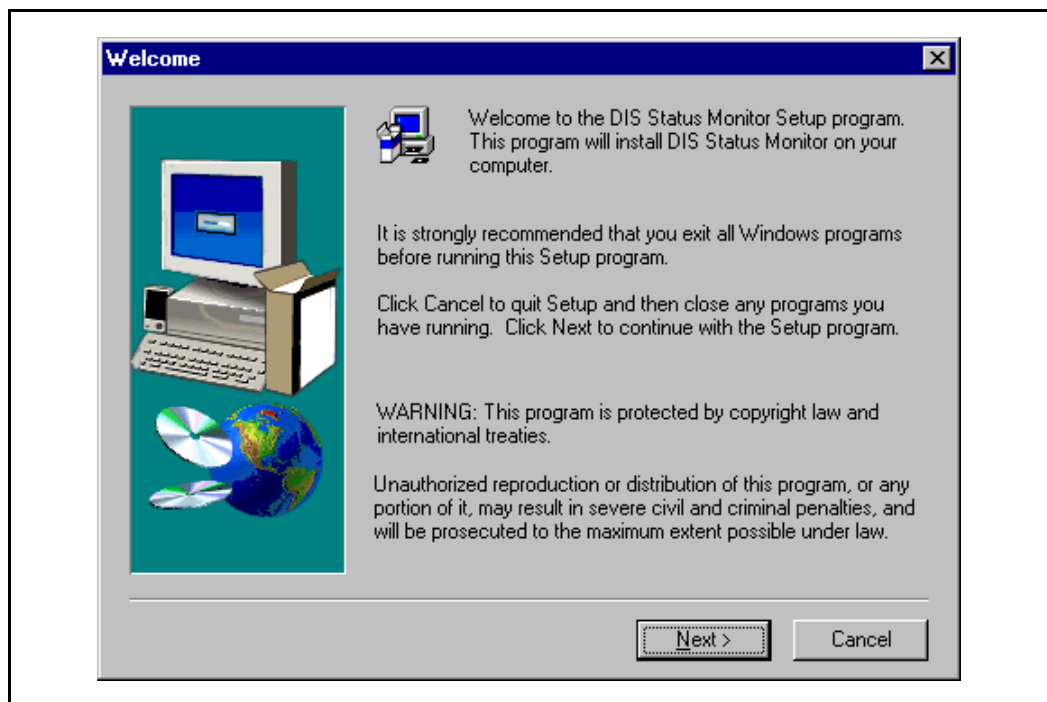 Welcome
Welcome to the DIS Status Monitor Setup program.
This program will install DIS Status Monitor on your
computer.
It is strongly recommended that you exit all Windows programs
before running this Setup program.
Click Cancel to quit Setup and then close any programs you
have running.  Click Next to continue with the Setup program.
WARNING: This program is protected by copyright law and
international treaties.
Unauthorized reproduction or distribution of this program, or any
portion of it, may result in severe civil and criminal penalties, and
will be prosecuted to the maximum extent possible under law.
Next >
Cancel